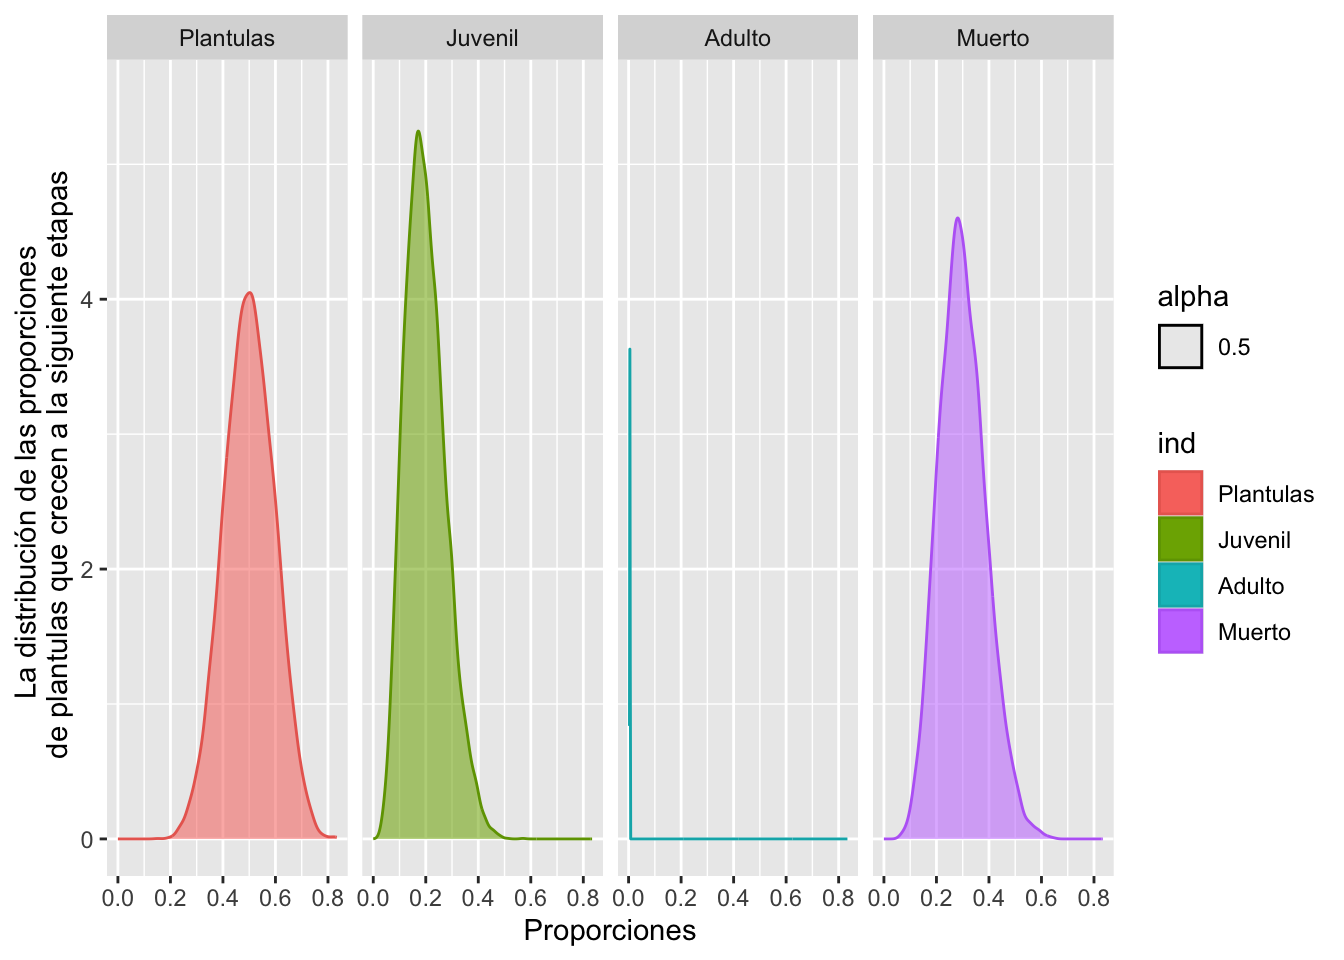 Plantulas
Juvenil
Adulto
Muerto
La distribución de las proporciones
de plantulas que crecen a la siguiente etapas
4
2
0
0.0 0.2 0.4 0.6 0.8
0.0 0.2 0.4 0.6 0.8
0.0 0.2 0.4 0.6 0.8
0.0 0.2 0.4 0.6 0.8
Proporciones
alpha
0.5
ind
Plantulas
Juvenil
Adulto
Muerto